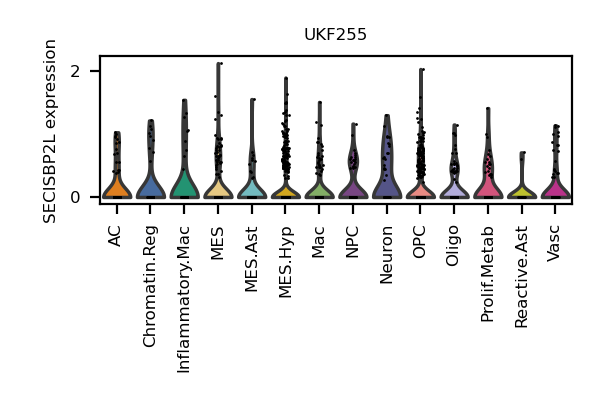 UKF255
SECISBP2L expression
2
0
AC
Chromatin.Reg
Inflammatory.Mac
MES
MES.Ast
MES.Hyp
Mac
NPC
Neuron
OPC
Oligo
Prolif.Metab
Reactive.Ast
Vasc